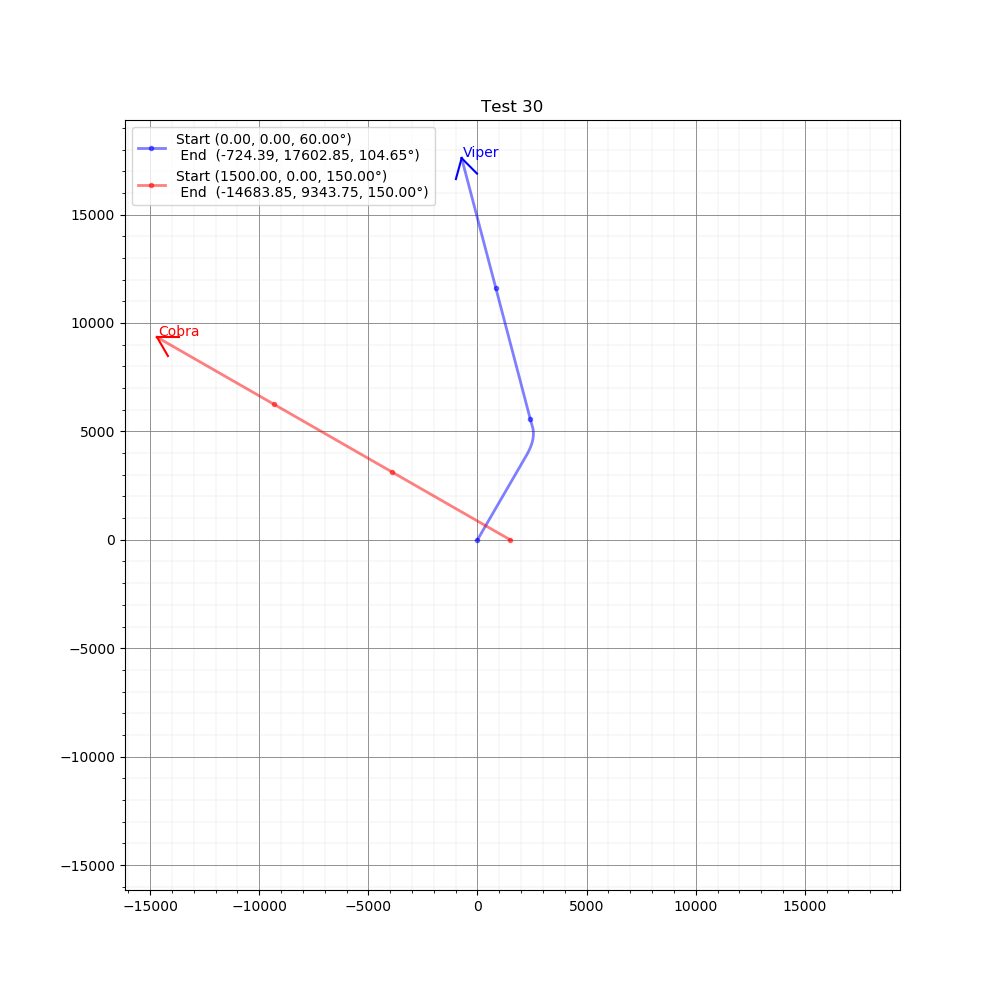 Test 30
Start (0.00, 0.00, 60.00°)
End  (-724.39, 17602.85, 104.65°)
Start (1500.00, 0.00, 150.00°)
End  (-14683.85, 9343.75, 150.00°)
Viper
Cobra
15000
10000
5000
0
−5000
−10000
−15000
−15000 −10000 −5000 0 5000 10000 15000